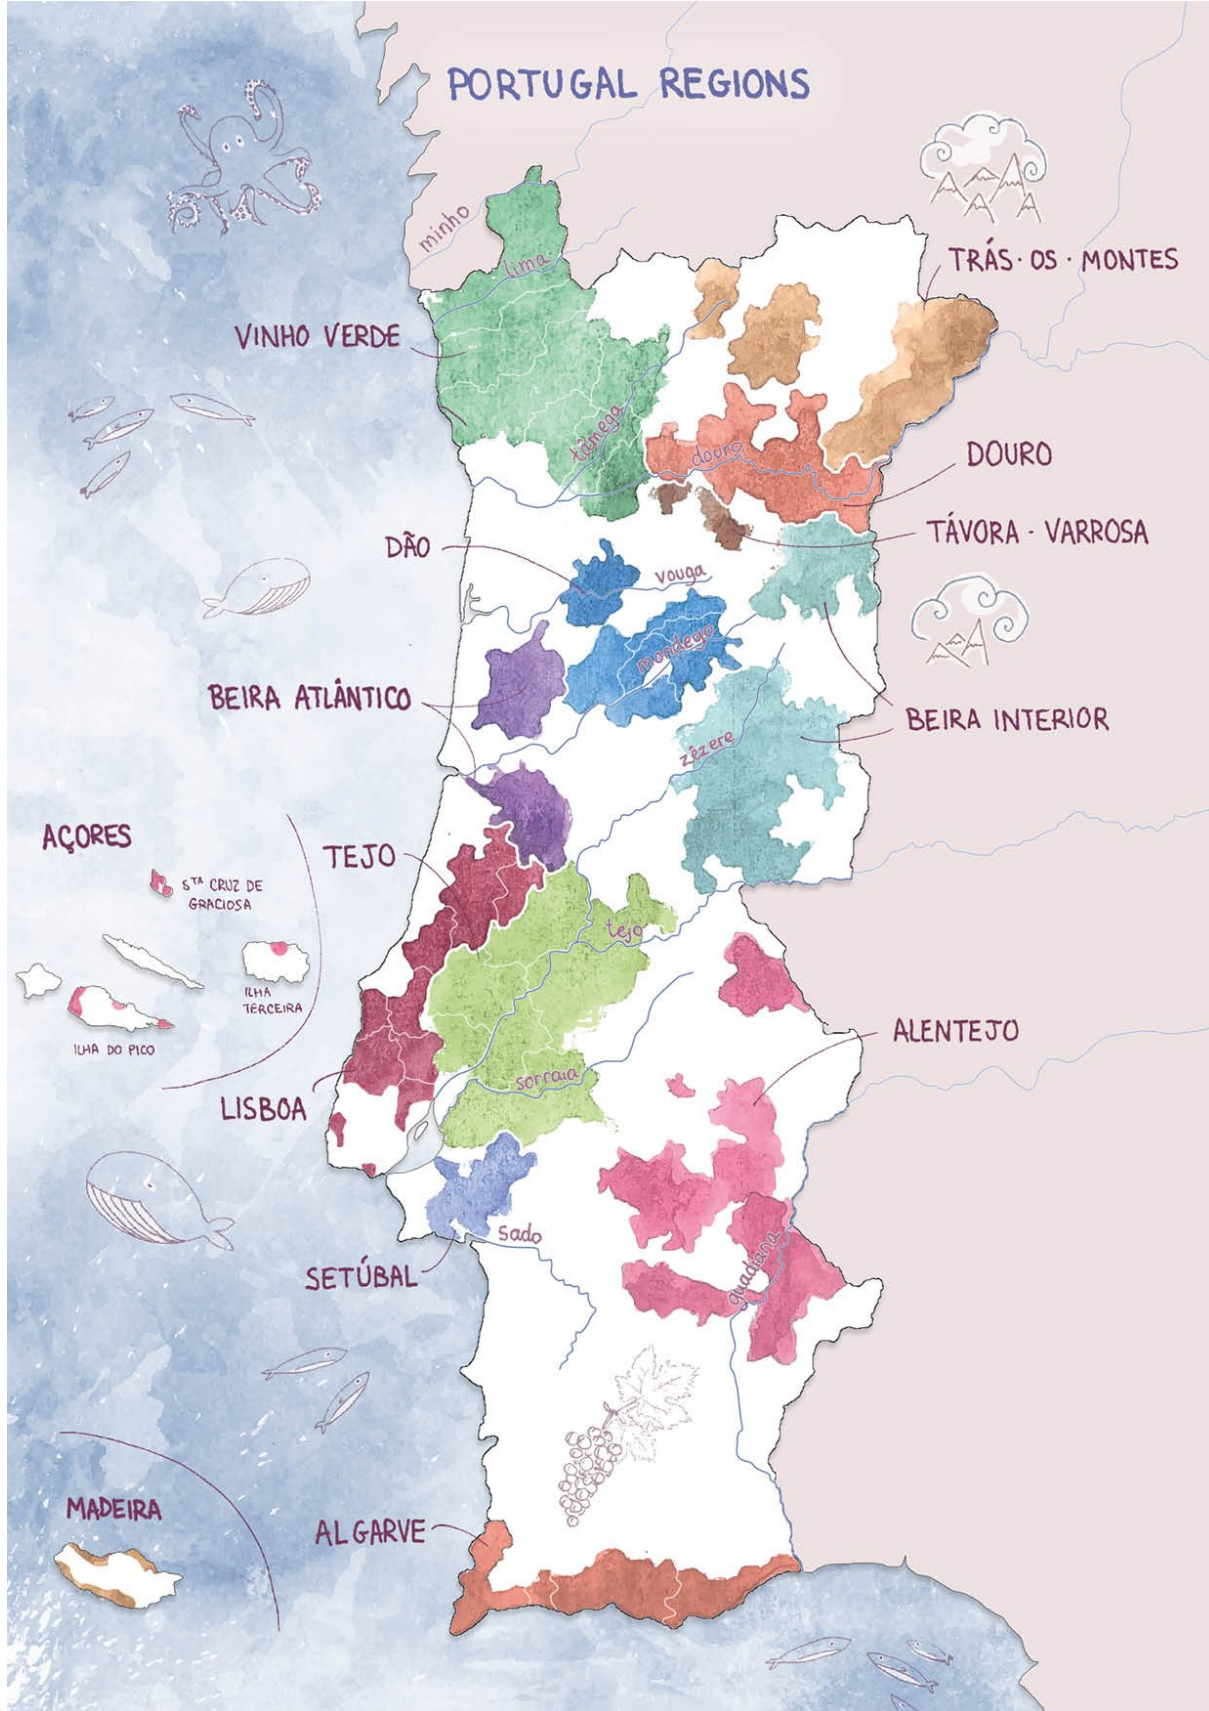 PORTUGAL REGIONS
minho
lima
TRÁS·OS·MONTES
VINHO VERDE
tâmega
douro
DOURO
TÁVORA·VARROSA
DÃO
vouga
mondego
BEIRA ATLÂNTICO
BEIRA INTERIOR
zêzere
AÇORES
TEJO
STA CRUZ DE
GRACIOSA
tejo
ILHA
TERCEIRA
ILHA DO PICO
ALENTEJO
sorraia
LISBOA
sado
SETÚBAL
guadiana
MADEIRA
ALGARVE